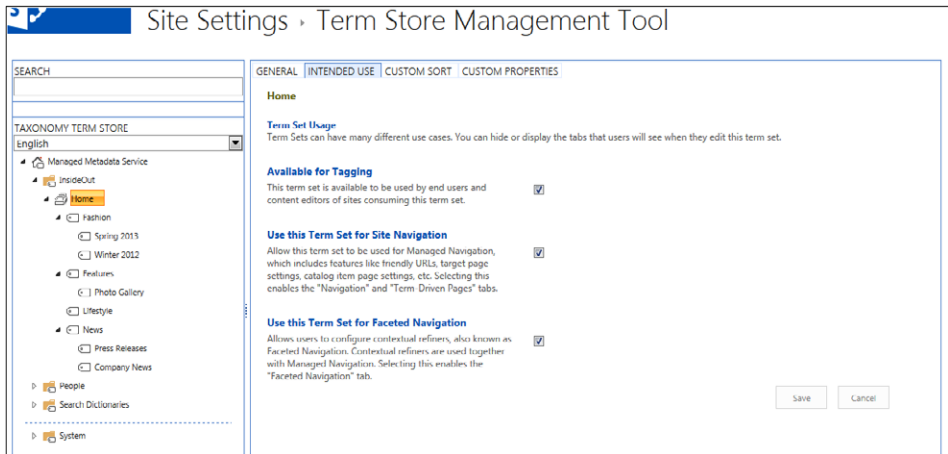 Site Settings › Term Store Management Tool
SEARCH
TAXONOMY TERM STORE
English
Managed Metadata Service
InsideOut
Home
Fashion
Spring 2013
Winter 2012
Features
Photo Gallery
Lifestyle
News
Press Releases
Company News
People
Search Dictionaries
System
GENERAL INTENDED USE CUSTOM SORT CUSTOM PROPERTIES
Home
Term Set Usage
Term Sets can have many different use cases. You can hide or display the tabs that users will see when they edit this term set.
Available for Tagging
This term set is available to be used by end users and
content editors of sites consuming this term set.
Use this Term Set for Site Navigation
Allow this term set to be used for Managed Navigation,
which includes features like friendly URLs, target page
settings, catalog item page settings, etc. Selecting this
enables the "Navigation" and "Term-Driven Pages" tabs.
Use this Term Set for Faceted Navigation
Allows users to configure contextual refiners, also known as
Faceted Navigation. Contextual refiners are used together
with Managed Navigation. Selecting this enables the
"Faceted Navigation" tab.
Save Cancel